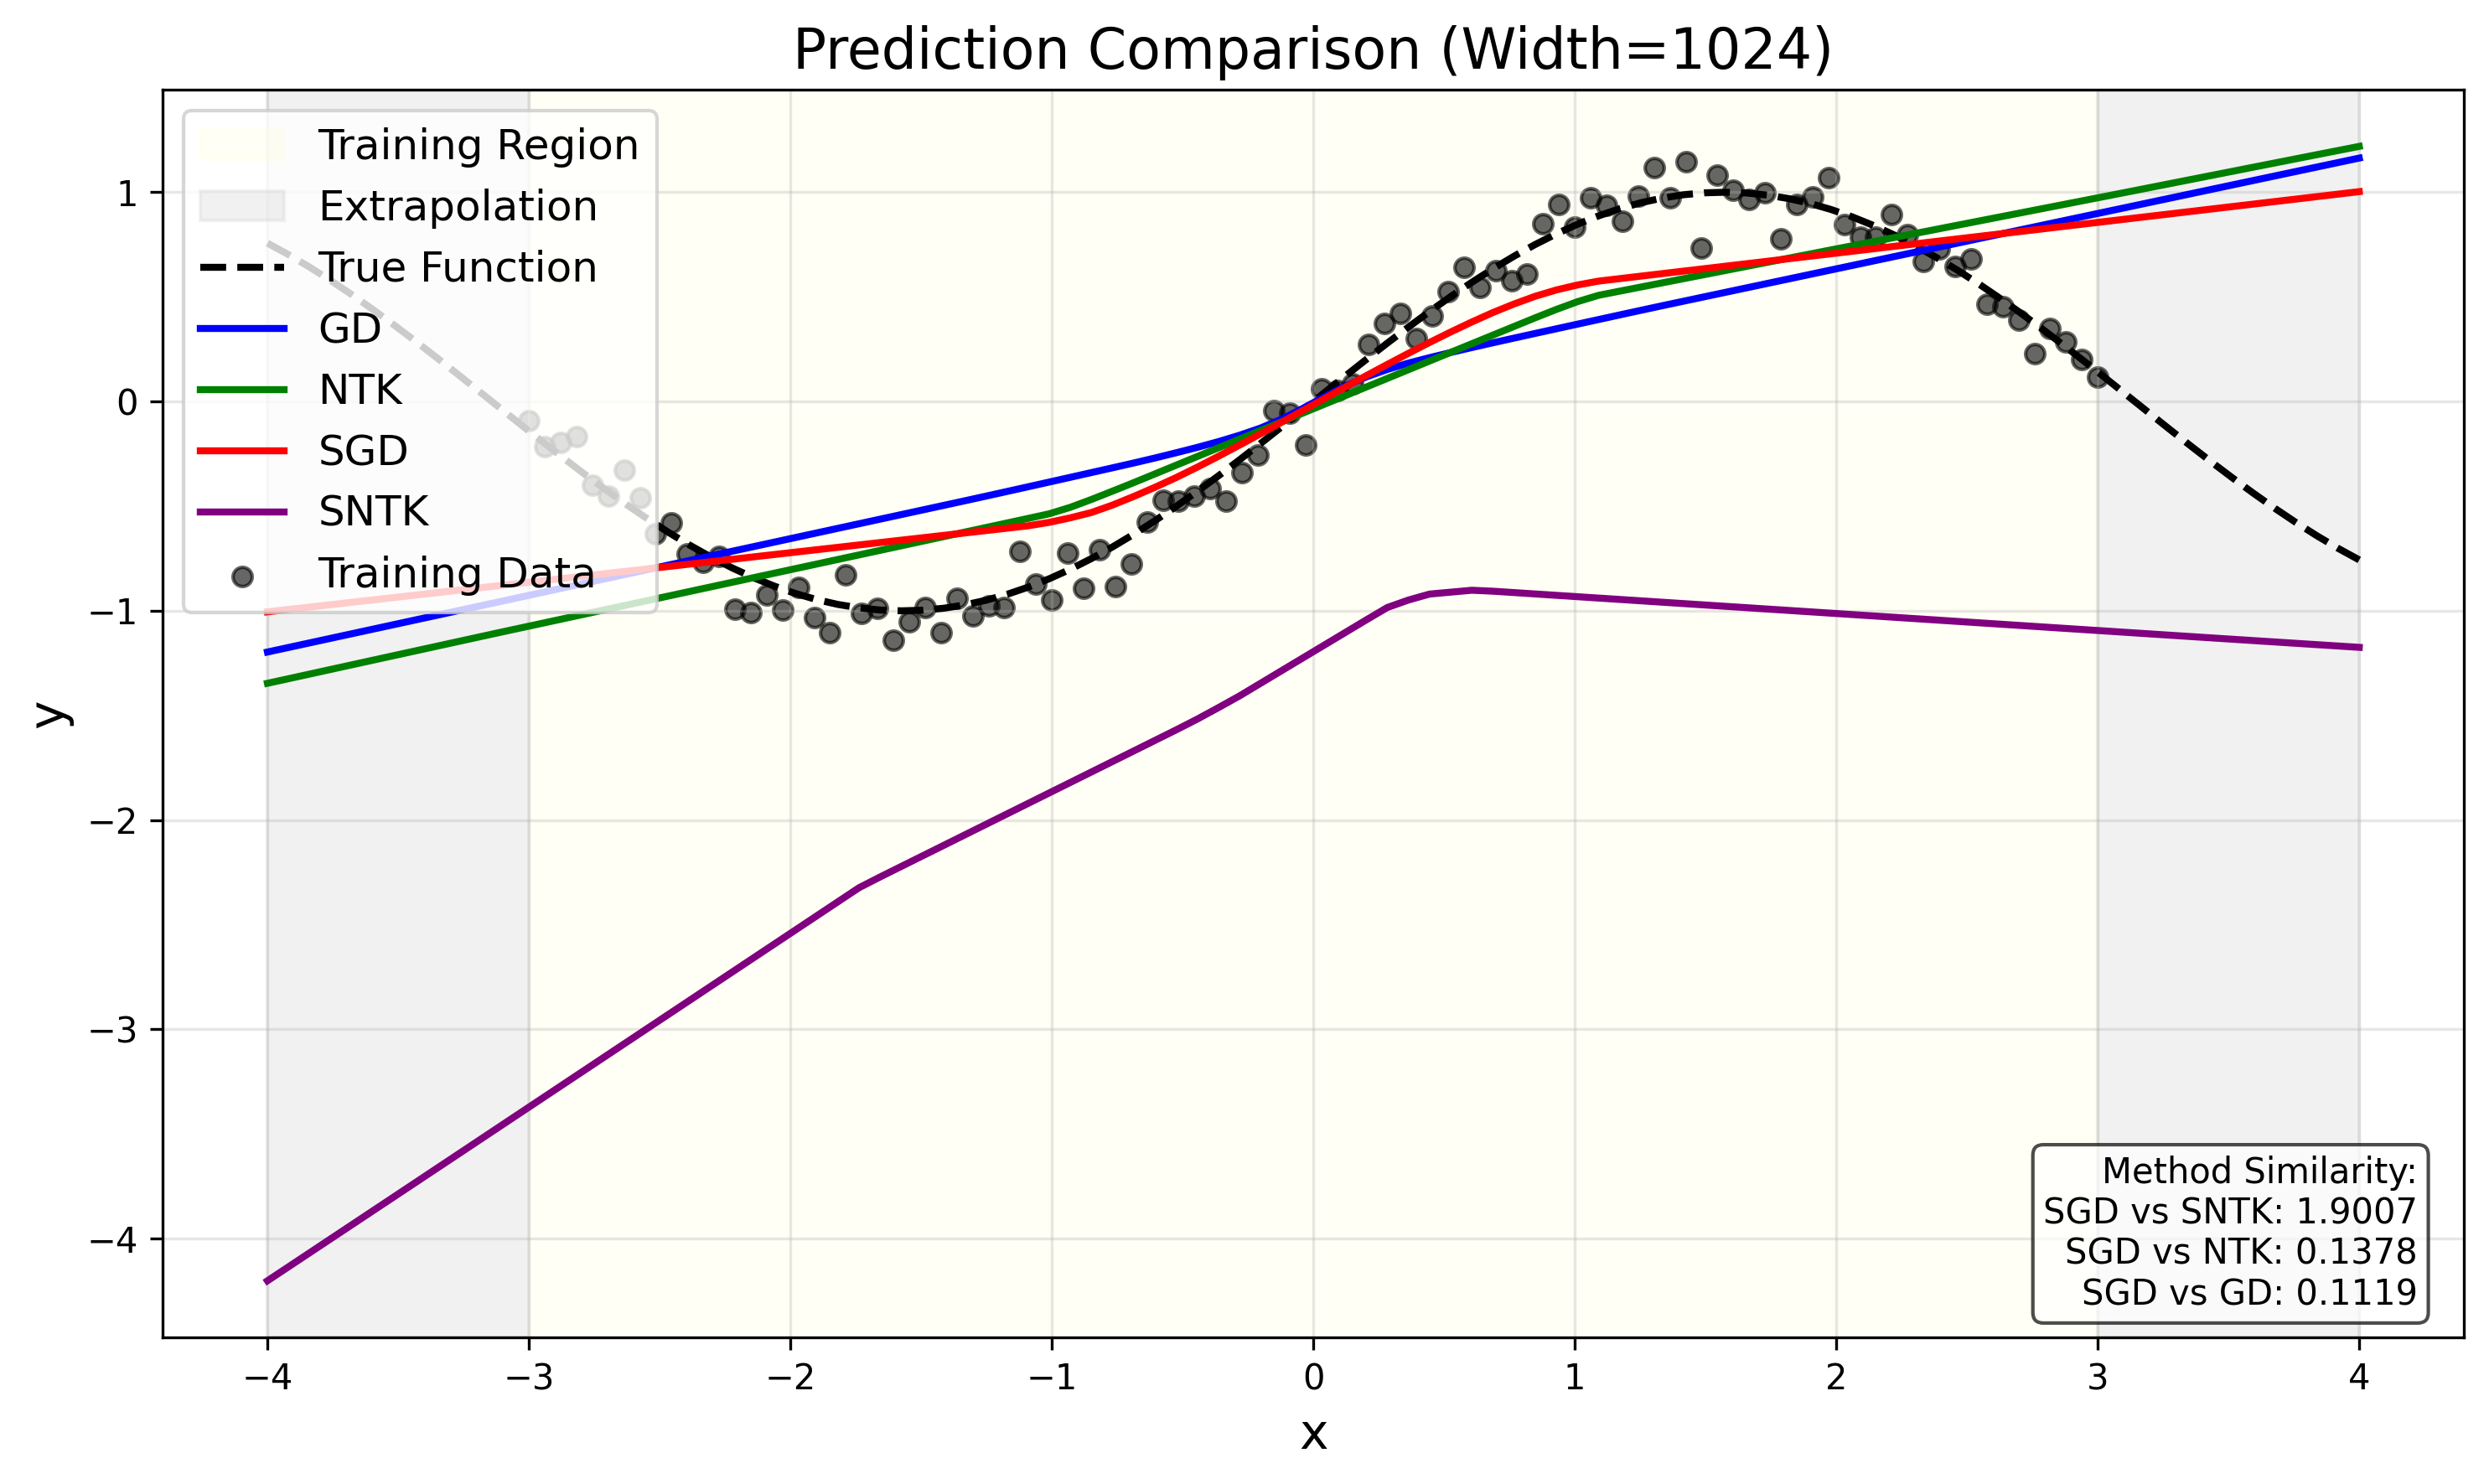 Prediction Comparison (Width=1024)
Training Region
Extrapolation
True Function
GD
NTK
SGD
SNTK
Training Data
1
0
−1
−2
−3
−4
y
Method Similarity:
SGD vs SNTK: 1.9007
SGD vs NTK: 0.1378
SGD vs GD: 0.1119
−4 −3 −2 −1 0 1 2 3 4
x